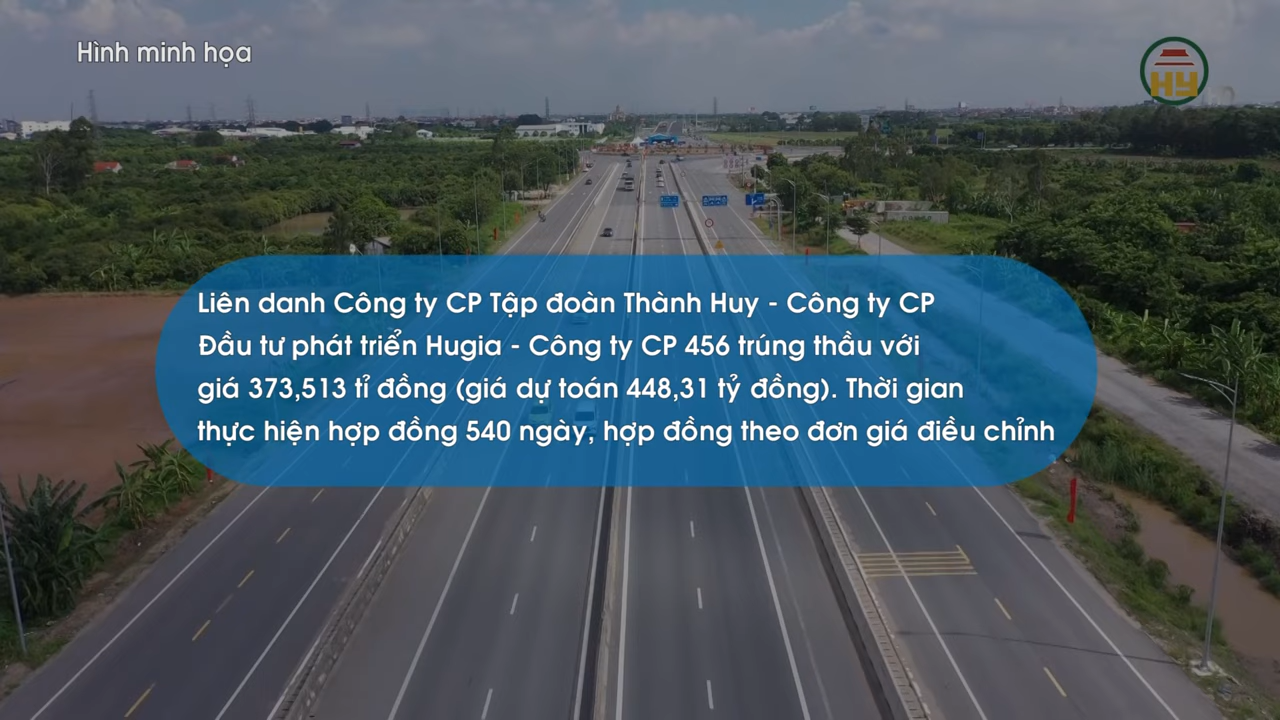 Hình minh họa
HY
Liên danh Công ty CP Tập đoàn Thành Huy - Công ty CP
Đầu tư phát triển Hugia - Công ty CP 456 trúng thầu với
giá 373,513 tỉ đồng (giá dự toán 448,31 tỷ đồng). Thời gian
thực hiện hợp đồng 540 ngày, hợp đồng theo đơn giá điều chỉnh